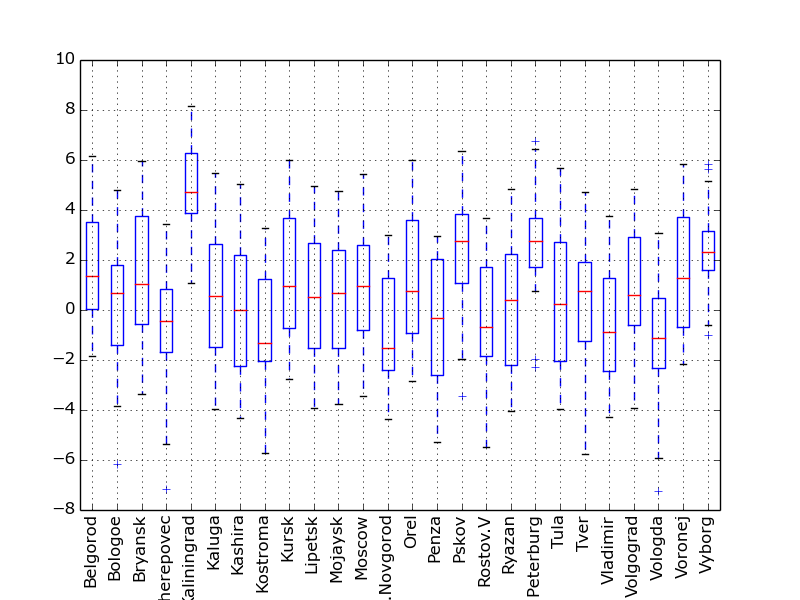 10
8
6
4
2
0
−2
−4
−6
−8
Belgorod
Bologoe
Bryansk
herepovec
Kaliningrad
Kaluga
Kashira
Kostroma
Kursk
Lipetsk
Mojaysk
Moscow
.Novgorod
Orel
Penza
Pskov
Rostov.V
Ryazan
Peterburg
Tula
Tver
Vladimir
Volgograd
Vologda
Voronej
Vyborg